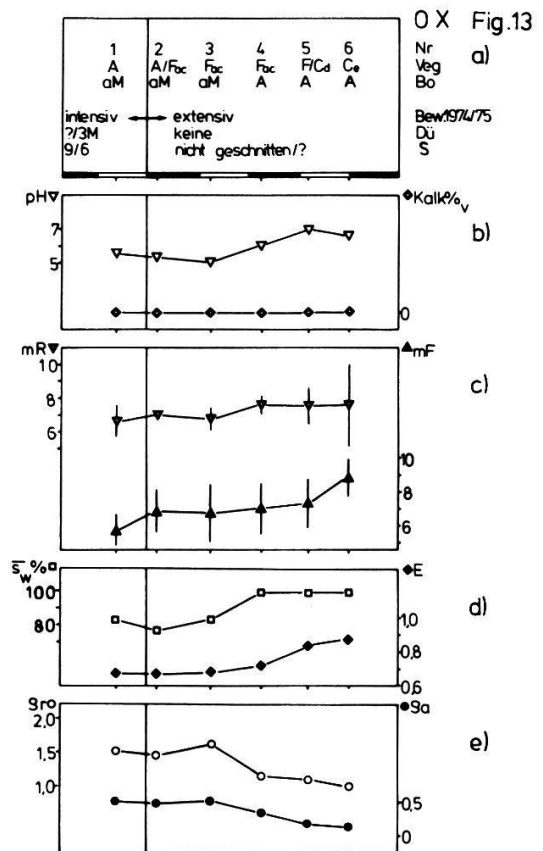 OX Fig.13
1 2 3 4 5 6 Nr a)
A A/Fac Fac Fac F/Cd Ce Veg
aM aM aM A A A Bo
intensiv ↔ extensiv Bew.1974/75
?/3M keine Dü
9/6 nicht geschnitten/? S
pH▽ ◇Kalk%v
b)
7
5
0
mR▼ ▲mF
10
c)
8
6
10
8
6
s̄w%□ ◆E
100
1,0 d)
80
0,8
0,6
gr○ ●ga
2,0
1,5 e)
1,0
0,5
0